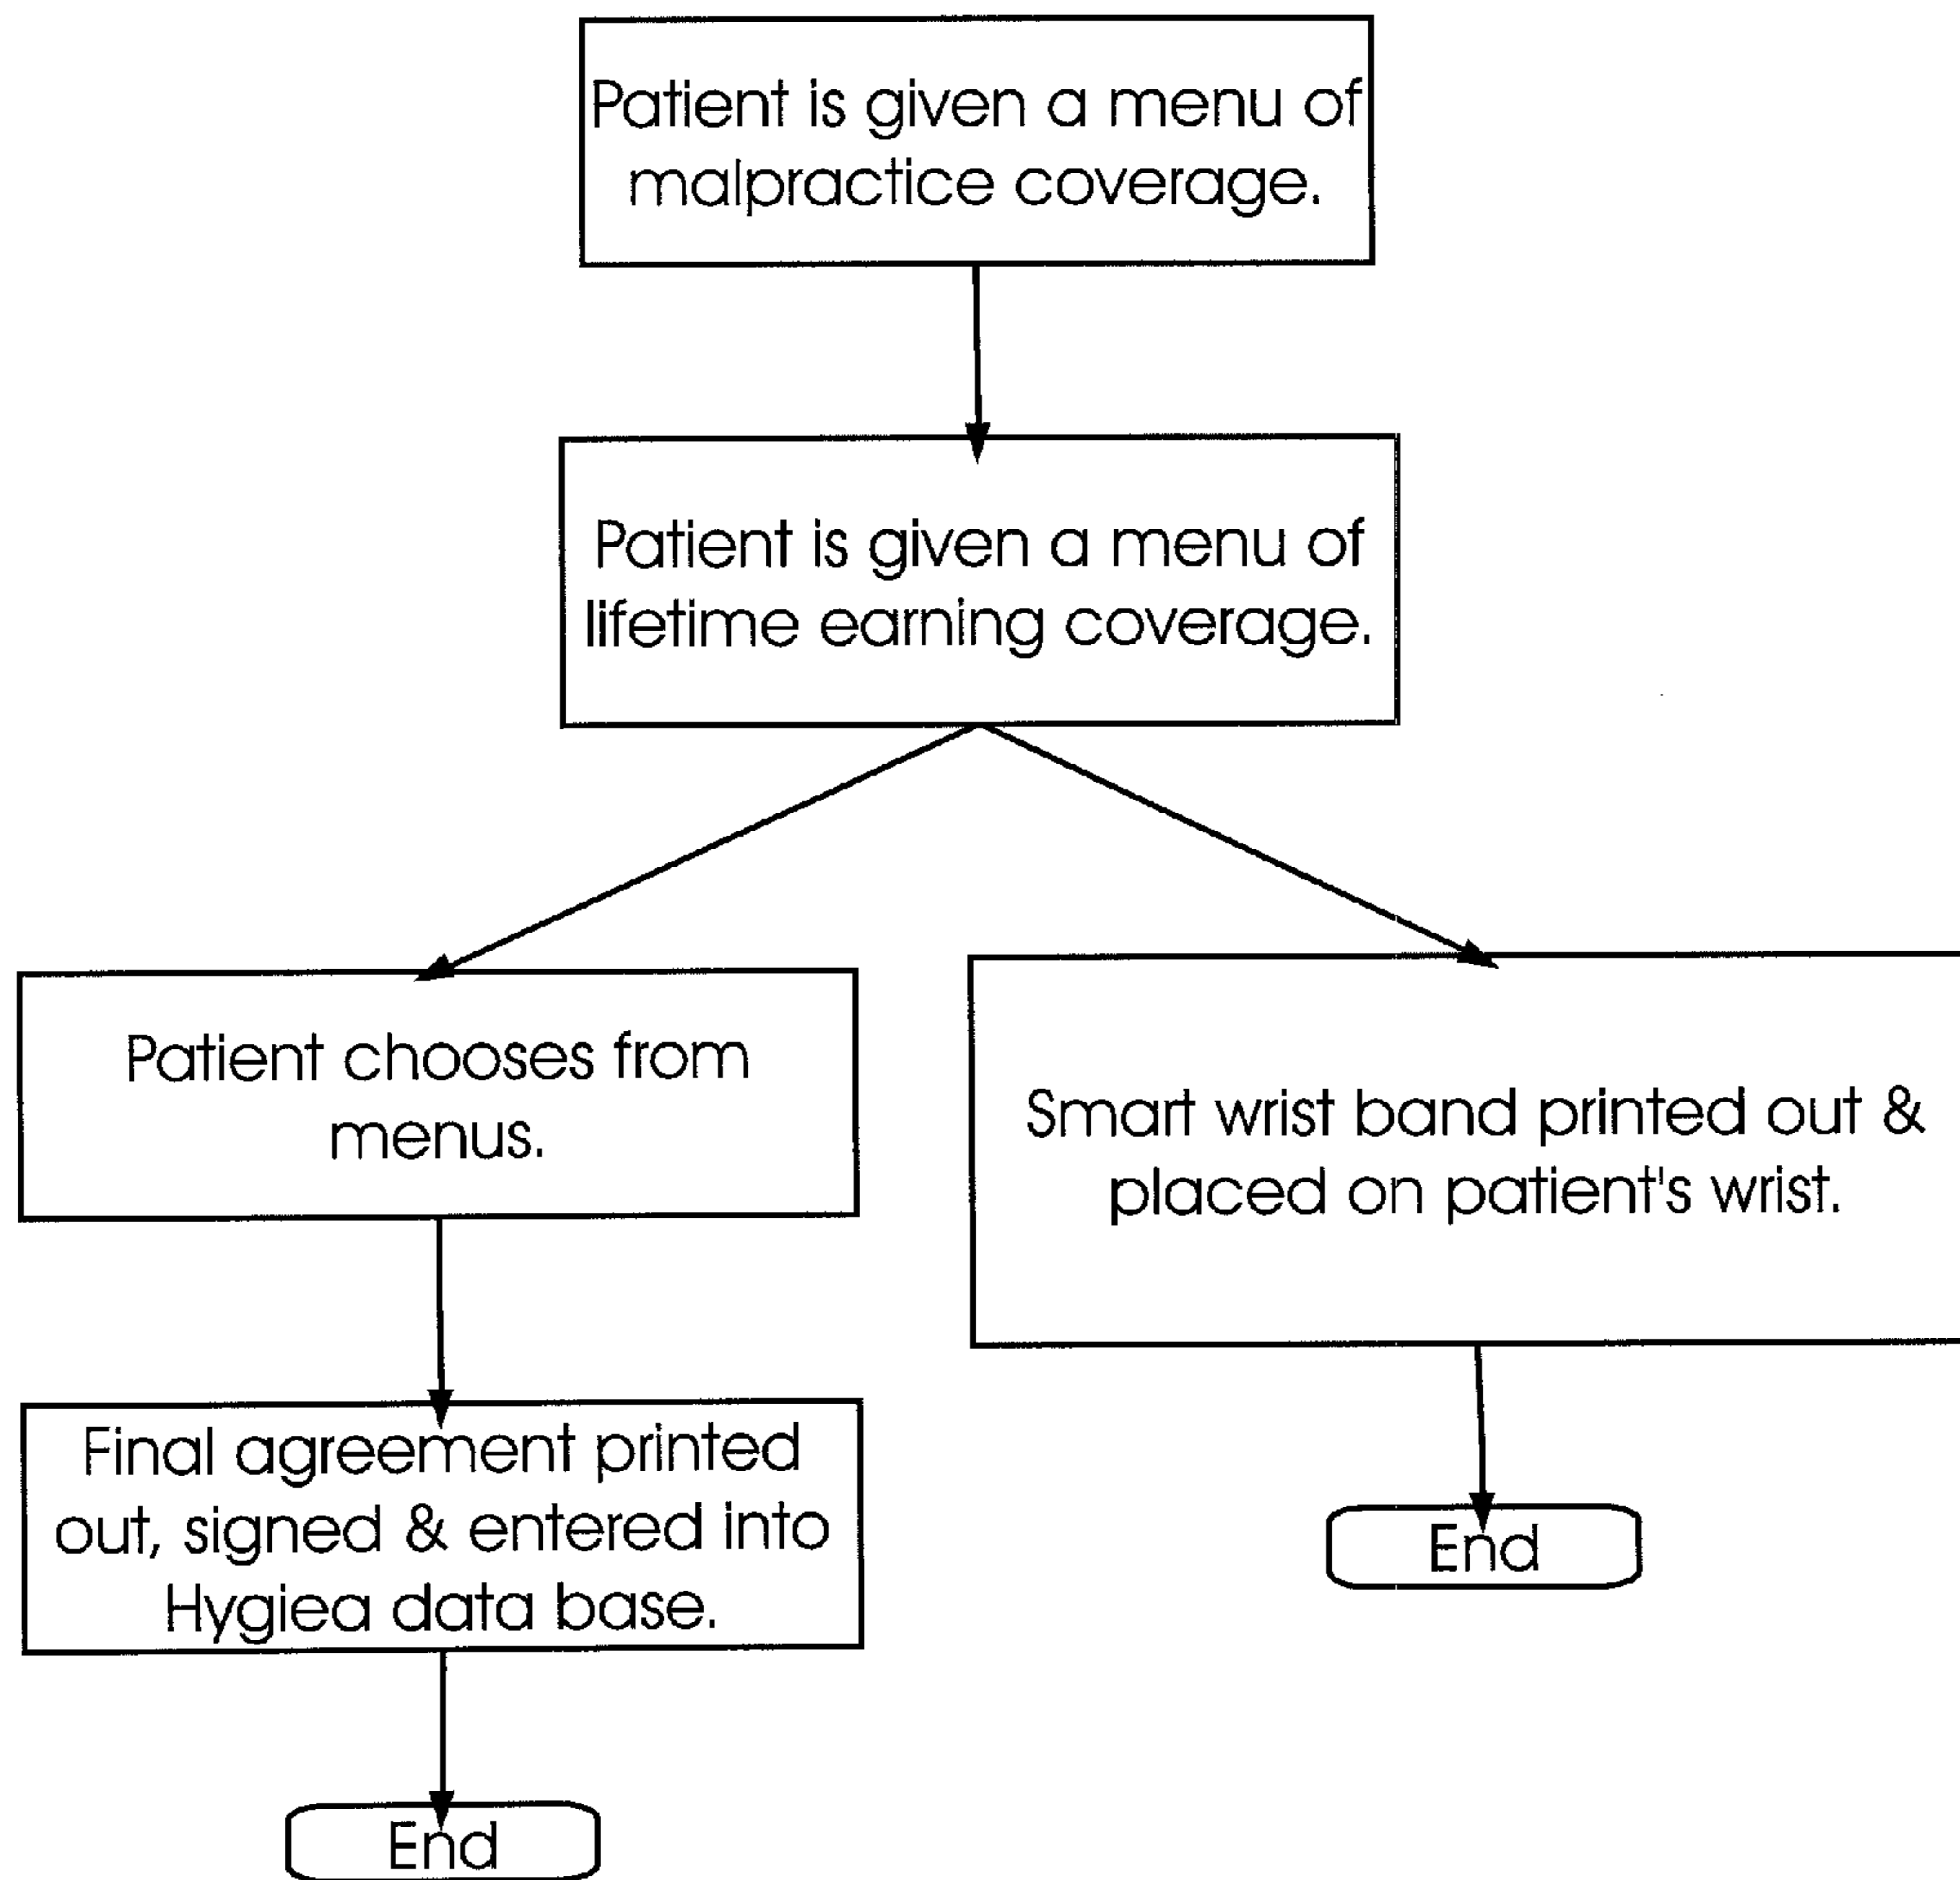 Patient is given a menu of
malpractice coverage.
Patient is given a menu of
lifetime earning coverage.
Patient chooses from
menus.
Smart wrist band printed out &
placed on patient's wrist.
Final agreement printed
out, signed & entered into
Hygiea data base.
End
End